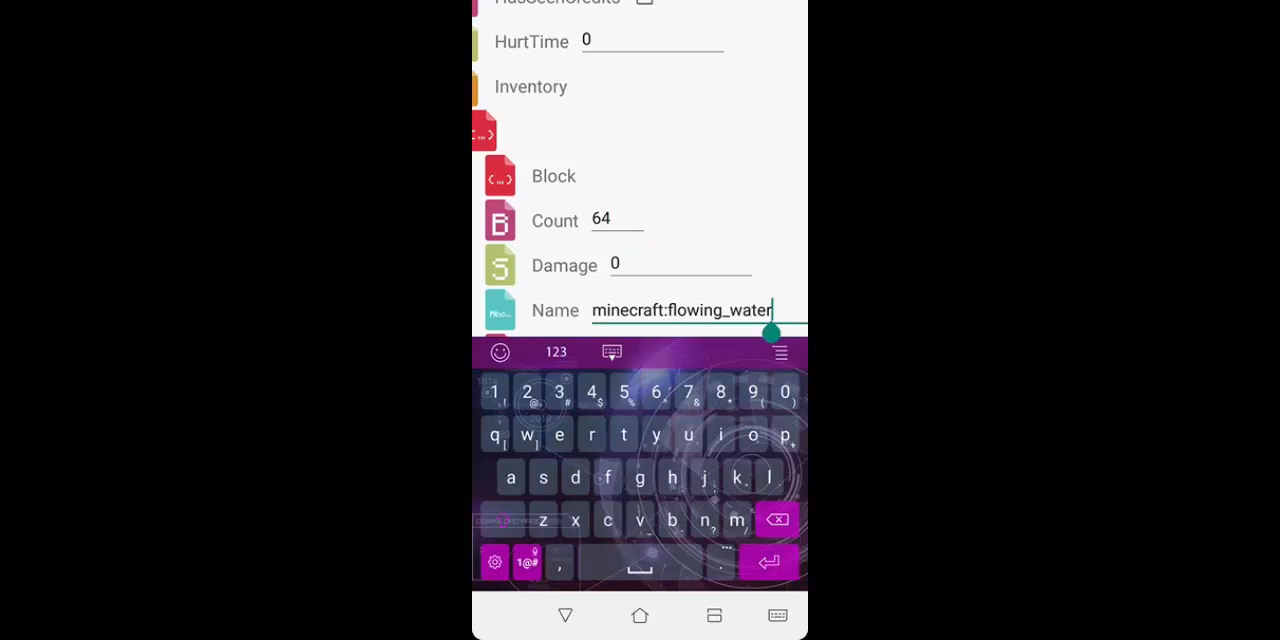 HasSeenCredits
HurtTime 0
Inventory
{...}
{...} Block
B Count 64
S Damage 0
Name minecraft:flowing_water
123
1 2 3 4 5 6 7 8 9 0
! @ # $ % ^ & * ( )
q w e r t y u i o p
[ ] +
a s d f g h j k l
z x c v b n m
_ ?
1@# , .